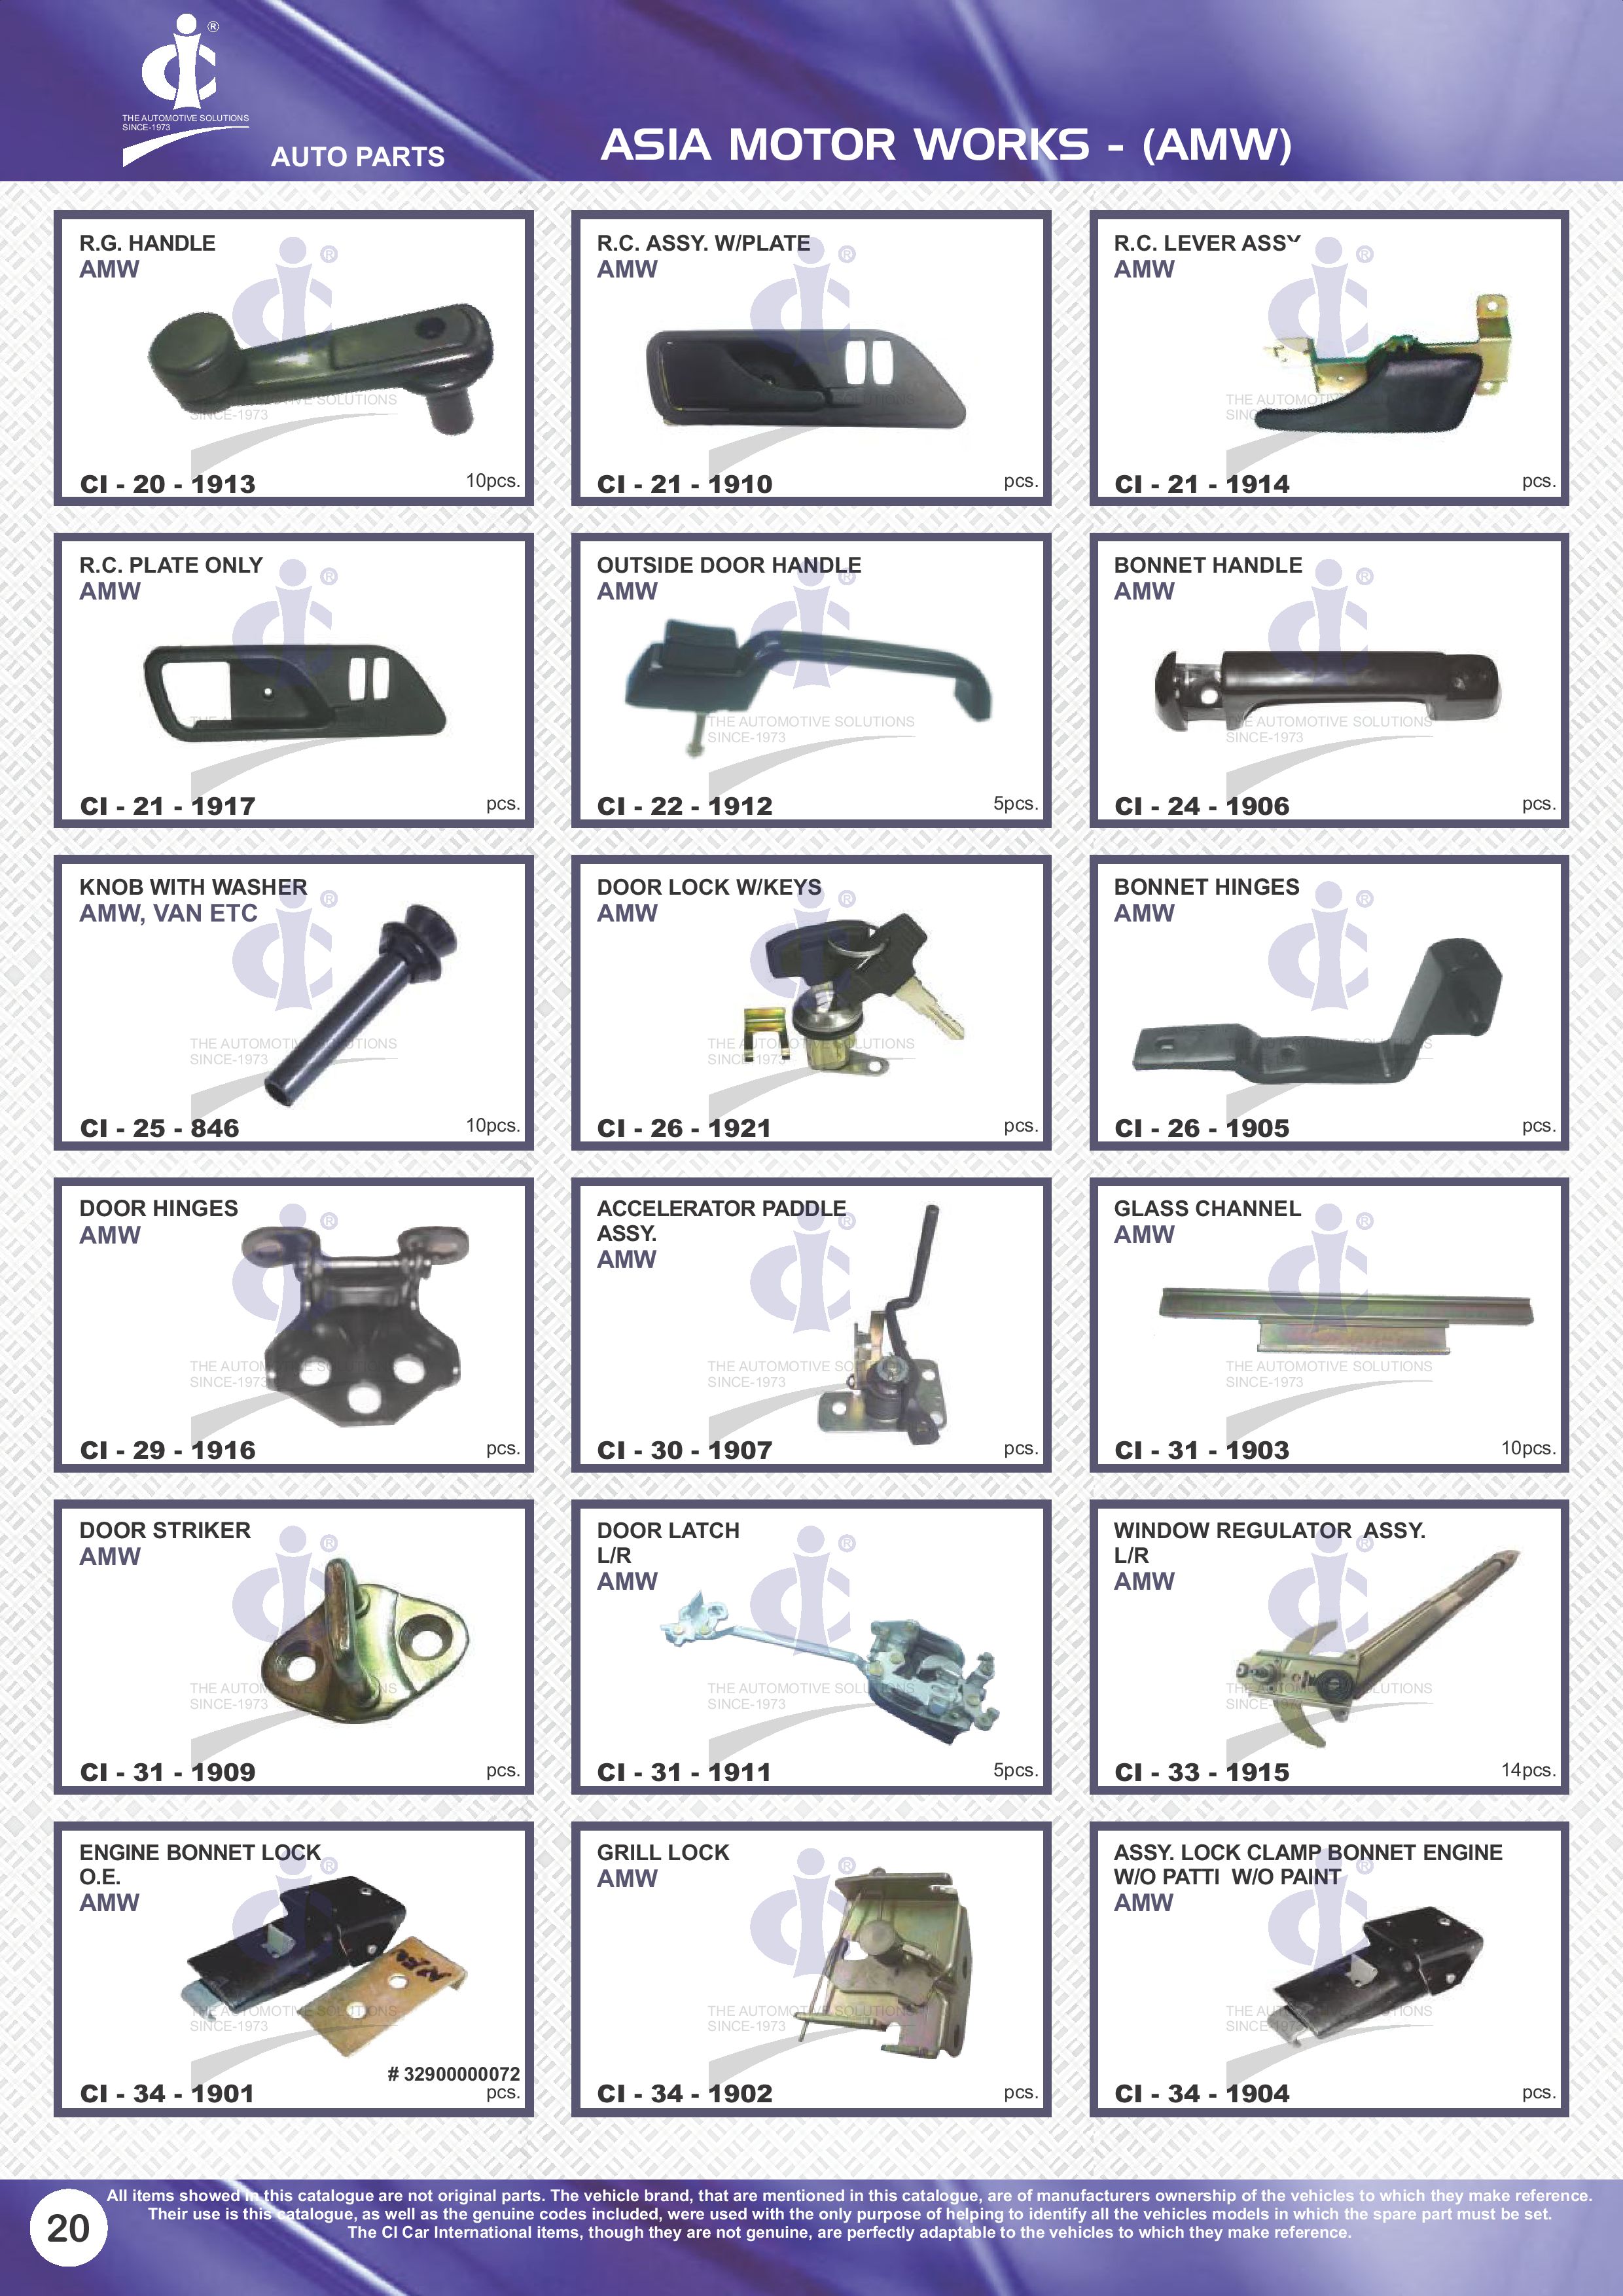 ®
THE AUTOMOTIVE SOLUTIONS
SINCE-1973
AUTO PARTS
ASIA MOTOR WORKS - (AMW)
R.G. HANDLE
AMW
CI - 20 - 1913
10pcs.
R.C. ASSY. W/PLATE
AMW
CI - 21 - 1910
pcs.
R.C. LEVER ASSY
AMW
CI - 21 - 1914
pcs.
R.C. PLATE ONLY
AMW
CI - 21 - 1917
pcs.
OUTSIDE DOOR HANDLE
AMW
CI - 22 - 1912
5pcs.
BONNET HANDLE
AMW
CI - 24 - 1906
pcs.
KNOB WITH WASHER
AMW, VAN ETC
CI - 25 - 846
10pcs.
DOOR LOCK W/KEYS
AMW
CI - 26 - 1921
pcs.
BONNET HINGES
AMW
CI - 26 - 1905
pcs.
DOOR HINGES
AMW
CI - 29 - 1916
pcs.
ACCELERATOR PADDLE
ASSY.
AMW
CI - 30 - 1907
pcs.
GLASS CHANNEL
AMW
CI - 31 - 1903
10pcs.
DOOR STRIKER
AMW
CI - 31 - 1909
pcs.
DOOR LATCH
L/R
AMW
CI - 31 - 1911
5pcs.
WINDOW REGULATOR ASSY.
L/R
AMW
CI - 33 - 1915
14pcs.
ENGINE BONNET LOCK
O.E.
AMW
# 32900000072
CI - 34 - 1901
pcs.
GRILL LOCK
AMW
CI - 34 - 1902
pcs.
ASSY. LOCK CLAMP BONNET ENGINE
W/O PATTI W/O PAINT
AMW
CI - 34 - 1904
pcs.
20
All items showed in this catalogue are not original parts. The vehicle brand, that are mentioned in this catalogue, are of manufacturers ownership of the vehicles to which they make reference.
Their use is this catalogue, as well as the genuine codes included, were used with the only purpose of helping to identify all the vehicles models in which the spare part must be set.
The CI Car International items, though they are not genuine, are perfectly adaptable to the vehicles to which they make reference.